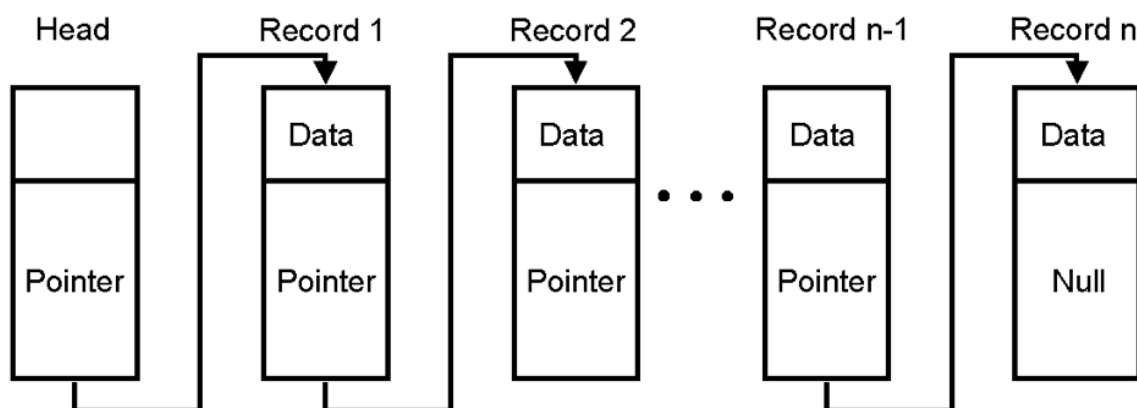 Head Record 1 Record 2 Record n-1 Record n
Data Data Data Data
Pointer Pointer Pointer Pointer Null